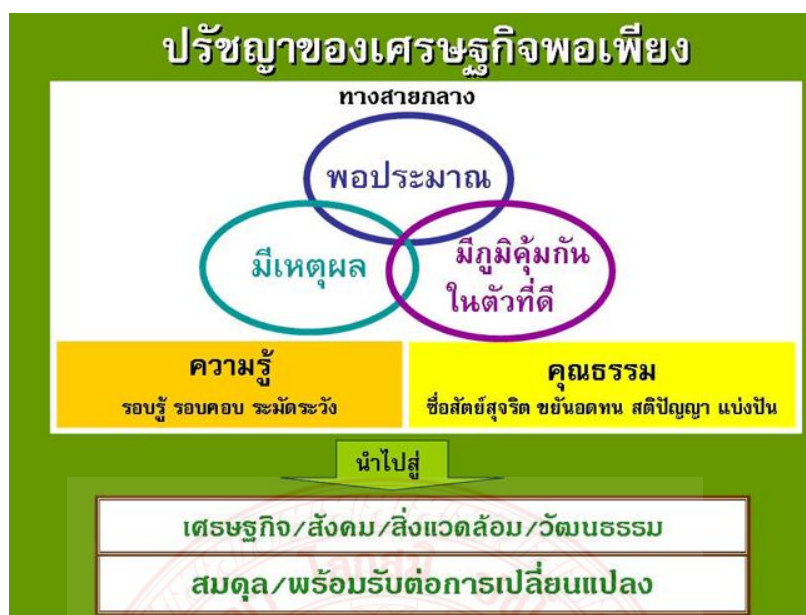 ปรัชญาของเศรษฐกิจพอเพียง
ทางสายกลาง
พอประมาณ
มีเหตุผล
มีภูมิคุ้มกัน
ในตัวที่ดี
ความรู้
รอบรู้ รอบคอบ ระมัดระวัง
คุณธรรม
ซื่อสัตย์สุจริต ขยันอดทน สติปัญญา แบ่งปัน
นำไปสู่
เศรษฐกิจ/สังคม/สิ่งแวดล้อม/วัฒนธรรม
สมดุล/พร้อมรับต่อการเปลี่ยนแปลง